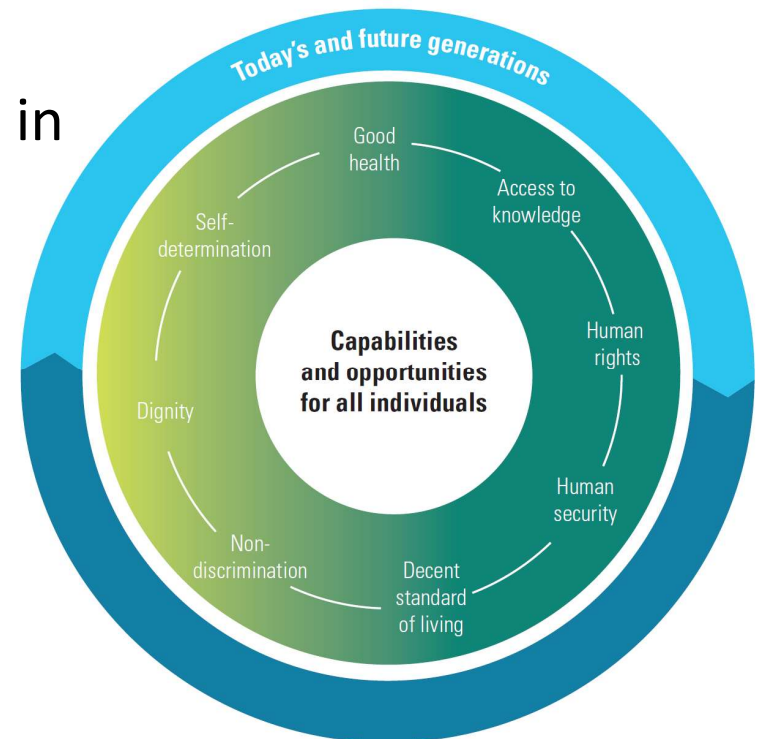 Today's and future generations
in
Good
health
Access to
knowledge
Self-
determination
Human
rights
Capabilities
and opportunities
for all individuals
Dignity
Human
security
Non-
discrimination
Decent
standard
of living